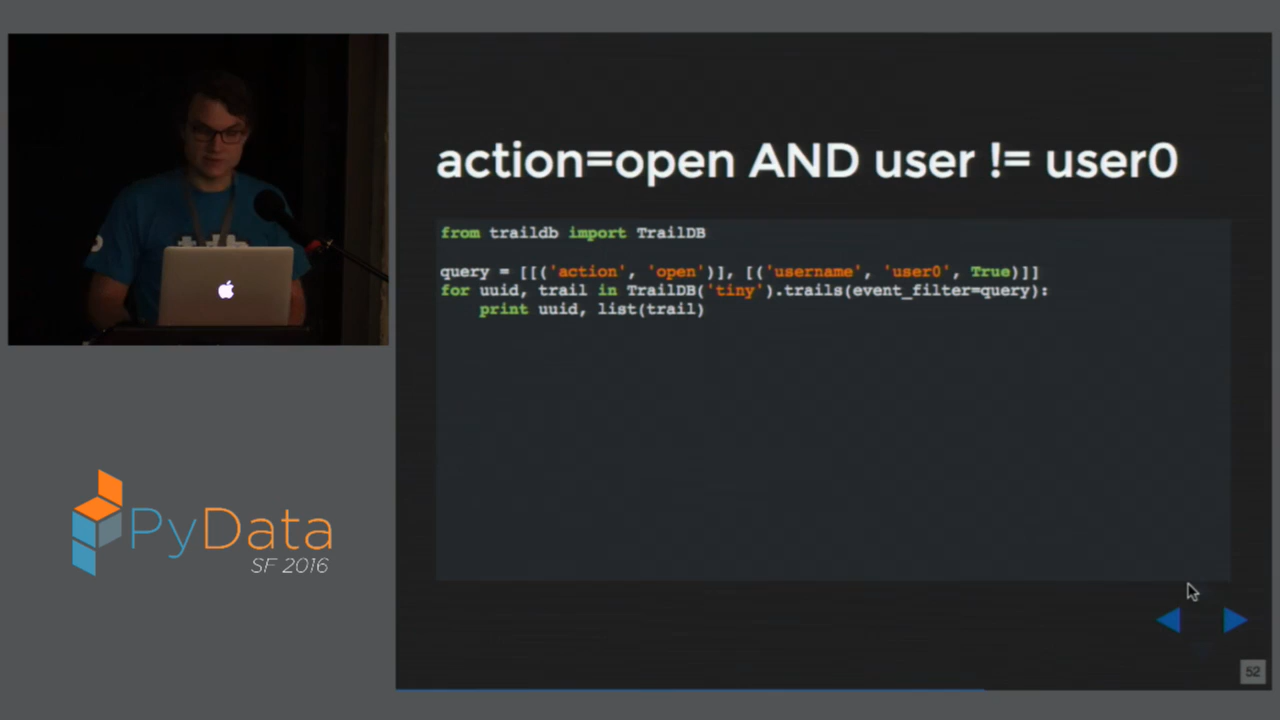 action=open AND user != user0
from traildb import TrailDB
query = [[('action', 'open')], [('username', 'user0', True)]]
for uuid, trail in TrailDB('tiny').trails(event_filter=query):
    print uuid, list(trail)
PyData
SF 2016
52